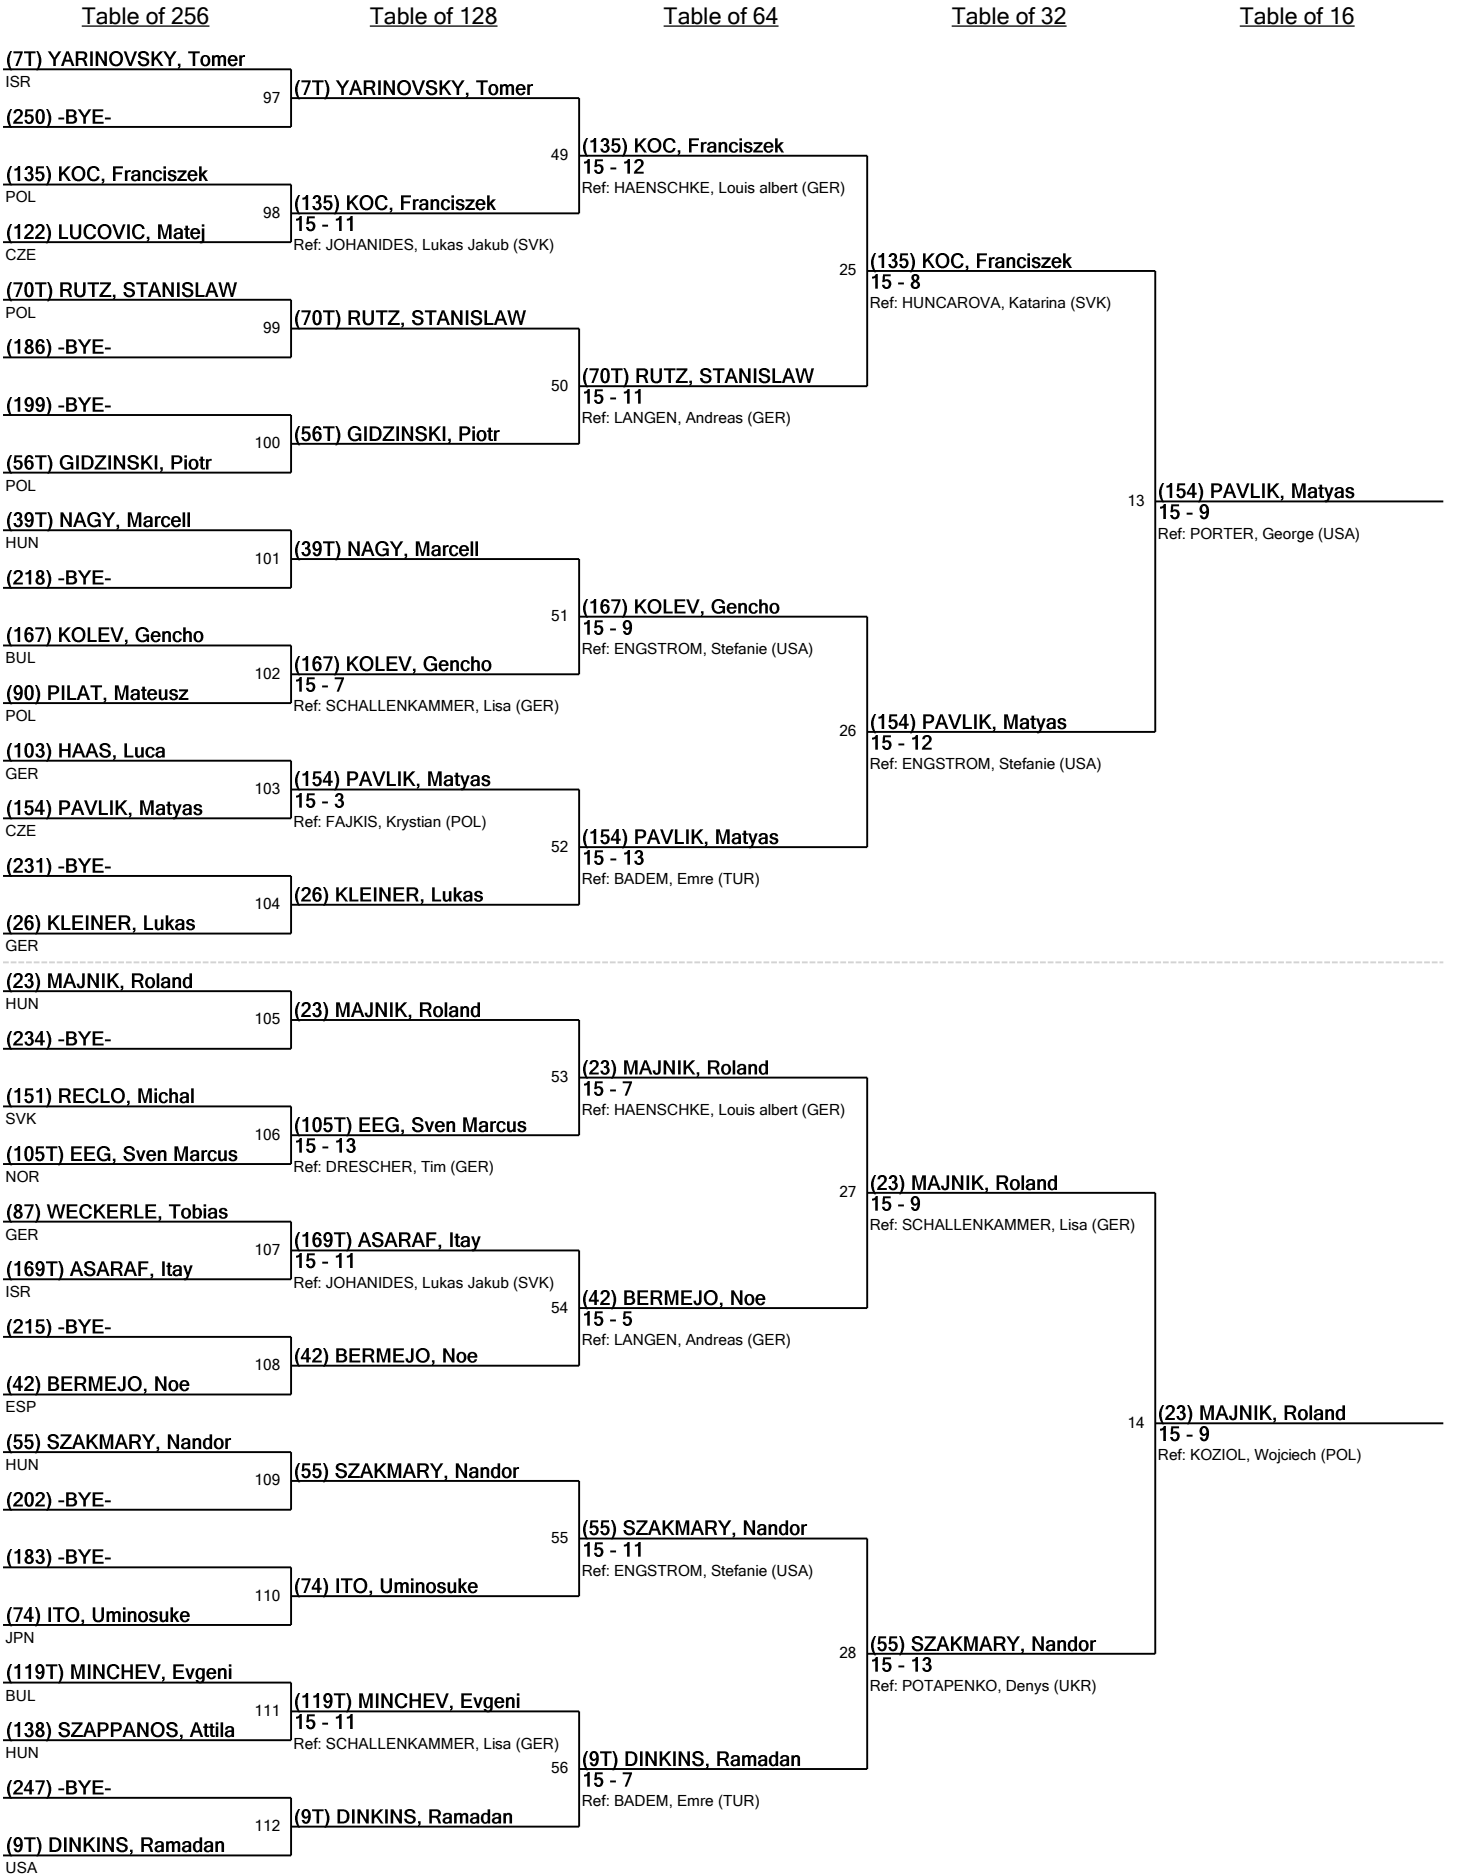 Table of 256
Table of 128
Table of 64
Table of 32
Table of 16
(7T) YARINOVSKY, Tomer
ISR
97
(250) -BYE-
(135) KOC, Franciszek
POL
98
(122) LUCOVIC, Matej
CZE
(70T) RUTZ, STANISLAW
POL
99
(186) -BYE-
(199) -BYE-
100
(56T) GIDZINSKI, Piotr
POL
(39T) NAGY, Marcell
HUN
101
(218) -BYE-
(167) KOLEV, Gencho
BUL
102
(90) PILAT, Mateusz
POL
(103) HAAS, Luca
GER
103
(154) PAVLIK, Matyas
CZE
(231) -BYE-
104
(26) KLEINER, Lukas
GER
(23) MAJNIK, Roland
HUN
105
(234) -BYE-
(151) RECLO, Michal
SVK
106
(105T) EEG, Sven Marcus
NOR
(87) WECKERLE, Tobias
GER
107
(169T) ASARAF, Itay
ISR
(215) -BYE-
108
(42) BERMEJO, Noe
ESP
(55) SZAKMARY, Nandor
HUN
109
(202) -BYE-
(183) -BYE-
110
(74) ITO, Uminosuke
JPN
(119T) MINCHEV, Evgeni
BUL
111
(138) SZAPPANOS, Attila
HUN
(247) -BYE-
112
(9T) DINKINS, Ramadan
USA
(7T) YARINOVSKY, Tomer
49
(135) KOC, Franciszek
15 - 11
Ref: JOHANIDES, Lukas Jakub (SVK)
(70T) RUTZ, STANISLAW
50
(56T) GIDZINSKI, Piotr
(39T) NAGY, Marcell
51
(167) KOLEV, Gencho
15 - 7
Ref: SCHALLENKAMMER, Lisa (GER)
(154) PAVLIK, Matyas
15 - 3
Ref: FAJKIS, Krystian (POL)
52
(26) KLEINER, Lukas
(23) MAJNIK, Roland
53
(105T) EEG, Sven Marcus
15 - 13
Ref: DRESCHER, Tim (GER)
(169T) ASARAF, Itay
15 - 11
Ref: JOHANIDES, Lukas Jakub (SVK)
54
(42) BERMEJO, Noe
(55) SZAKMARY, Nandor
55
(74) ITO, Uminosuke
(119T) MINCHEV, Evgeni
15 - 11
Ref: SCHALLENKAMMER, Lisa (GER)
56
(9T) DINKINS, Ramadan
(135) KOC, Franciszek
15 - 12
Ref: HAENSCHKE, Louis albert (GER)
25
(70T) RUTZ, STANISLAW
15 - 11
Ref: LANGEN, Andreas (GER)
(167) KOLEV, Gencho
15 - 9
Ref: ENGSTROM, Stefanie (USA)
26
(154) PAVLIK, Matyas
15 - 13
Ref: BADEM, Emre (TUR)
(23) MAJNIK, Roland
15 - 7
Ref: HAENSCHKE, Louis albert (GER)
27
(42) BERMEJO, Noe
15 - 5
Ref: LANGEN, Andreas (GER)
(55) SZAKMARY, Nandor
15 - 11
Ref: ENGSTROM, Stefanie (USA)
28
(9T) DINKINS, Ramadan
15 - 7
Ref: BADEM, Emre (TUR)
(135) KOC, Franciszek
15 - 8
Ref: HUNCAROVA, Katarina (SVK)
13
(154) PAVLIK, Matyas
15 - 12
Ref: ENGSTROM, Stefanie (USA)
(23) MAJNIK, Roland
15 - 9
Ref: SCHALLENKAMMER, Lisa (GER)
14
(55) SZAKMARY, Nandor
15 - 13
Ref: POTAPENKO, Denys (UKR)
(154) PAVLIK, Matyas
15 - 9
Ref: PORTER, George (USA)
(23) MAJNIK, Roland
15 - 9
Ref: KOZIOL, Wojciech (POL)